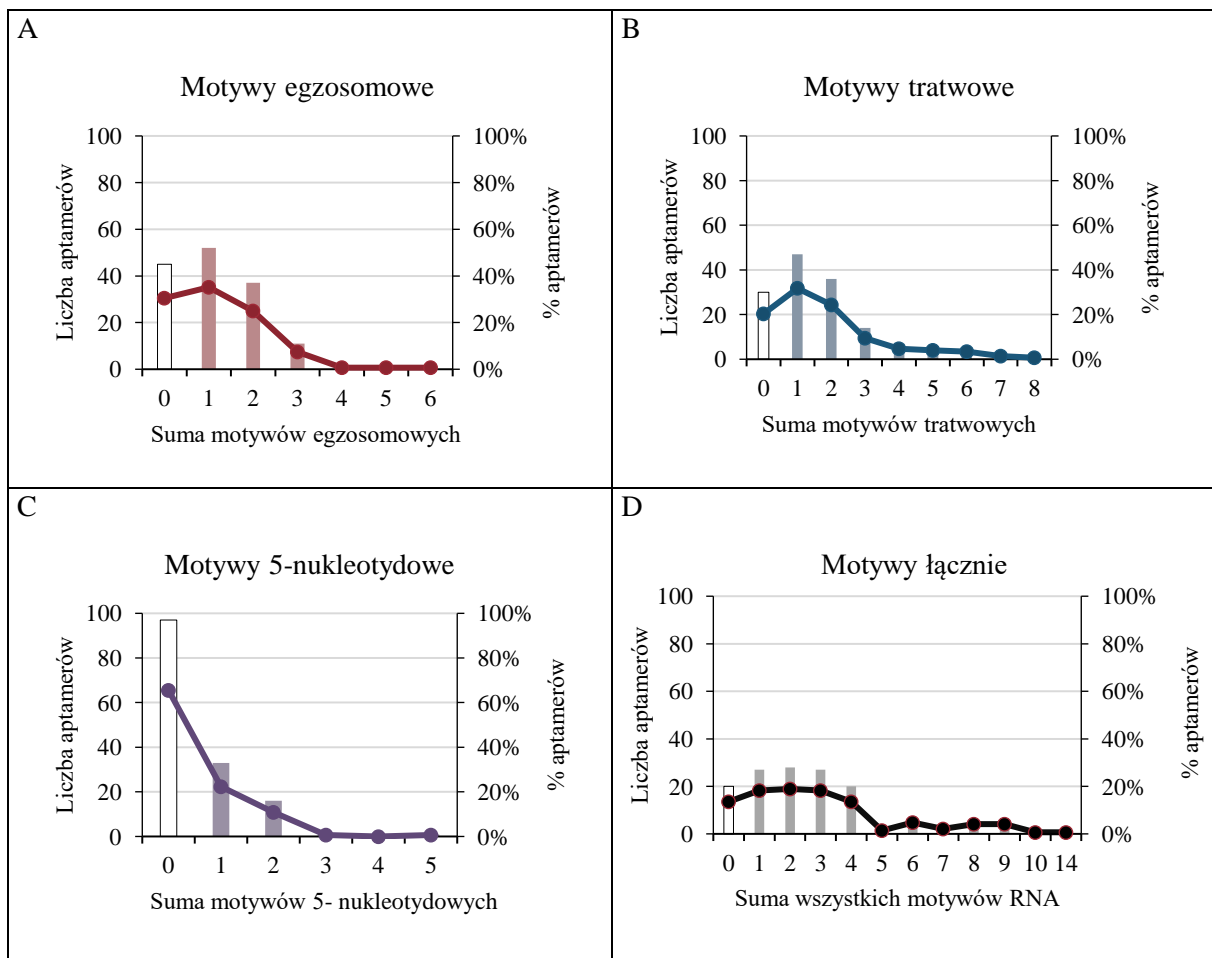 A
Motywy egzosomowe
Liczba aptamerów
100
80
60
40
20
0
100%
80%
60%
40%
20%
0%
% aptamerów
0 1 2 3 4 5 6
Suma motywów egzosomowych
B
Motywy tratwowe
Liczba aptamerów
100
80
60
40
20
0
100%
80%
60%
40%
20%
0%
% aptamerów
0 1 2 3 4 5 6 7 8
Suma motywów tratwowych
C
Motywy 5-nukleotydowe
Liczba aptamerów
100
80
60
40
20
0
100%
80%
60%
40%
20%
0%
% aptamerów
0 1 2 3 4 5
Suma motywów 5- nukleotydowych
D
Motywy łącznie
Liczba aptamerów
100
80
60
40
20
0
100%
80%
60%
40%
20%
0%
% aptamerów
0 1 2 3 4 5 6 7 8 9 10 14
Suma wszystkich motywów RNA